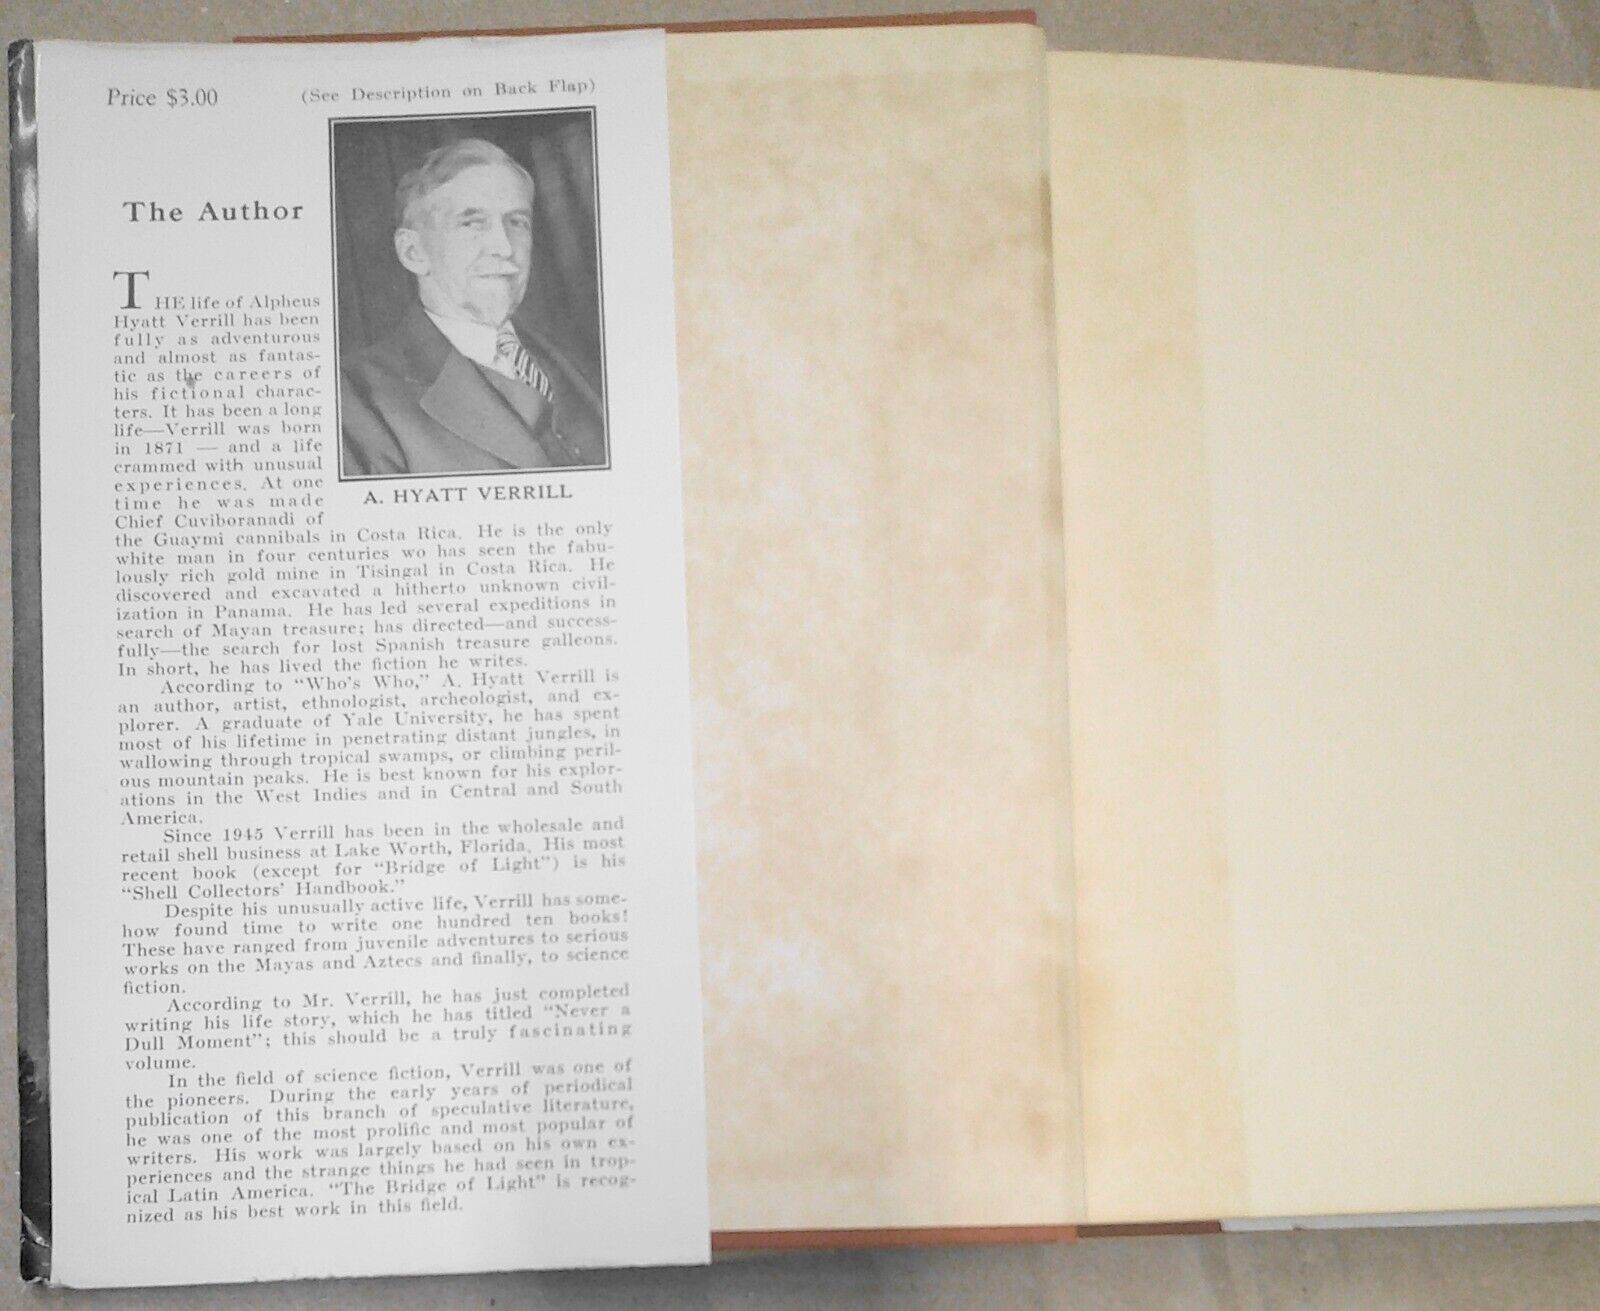 Price $3.00
(See Description on Back Flap)
The Author
THE life of Alpheus
Hyatt Verrill has been
fully as adventurous
and almost as fantas-
tic as the careers of
his fictional charac-
ters. It has been a long
life—Verrill was born
in 1871 — and a life
crammed with unusual
experiences. At one
time he was made
Chief Cuviboranadi of
A. HYATT VERRILL
the Guaymi cannibals in Costa Rica. He is the only
white man in four centuries wo has seen the fabu-
lously rich gold mine in Tisingal in Costa Rica. He
discovered and excavated a hitherto unknown civil-
ization in Panama. He has led several expeditions in
search of Mayan treasure; has directed—and success-
fully—the search for lost Spanish treasure galleons.
In short, he has lived the fiction he writes.
According to “Who's Who,” A. Hyatt Verrill is
an author, artist, ethnologist, archeologist, and ex-
plorer. A graduate of Yale University, he has spent
most of his lifetime in penetrating distant jungles, in
wallowing through tropical swamps, or climbing peril-
ous mountain peaks. He is best known for his explor-
ations in the West Indies and in Central and South
America.
Since 1945 Verrill has been in the wholesale and
retail shell business at Lake Worth, Florida. His most
recent book (except for “Bridge of Light”) is his
“Shell Collectors' Handbook.”
Despite his unusually active life, Verrill has some-
how found time to write one hundred ten books!
These have ranged from juvenile adventures to serious
works on the Mayas and Aztecs and finally, to science
fiction.
According to Mr. Verrill, he has just completed
writing his life story, which he has titled “Never a
Dull Moment”; this should be a truly fascinating
volume.
In the field of science fiction, Verrill was one of
the pioneers. During the early years of periodical
publication of this branch of speculative literature,
he was one of the most prolific and most popular of
writers. His work was largely based on his own ex-
periences and the strange things he had seen in trop-
ical Latin America. “The Bridge of Light” is recog-
nized as his best work in this field.